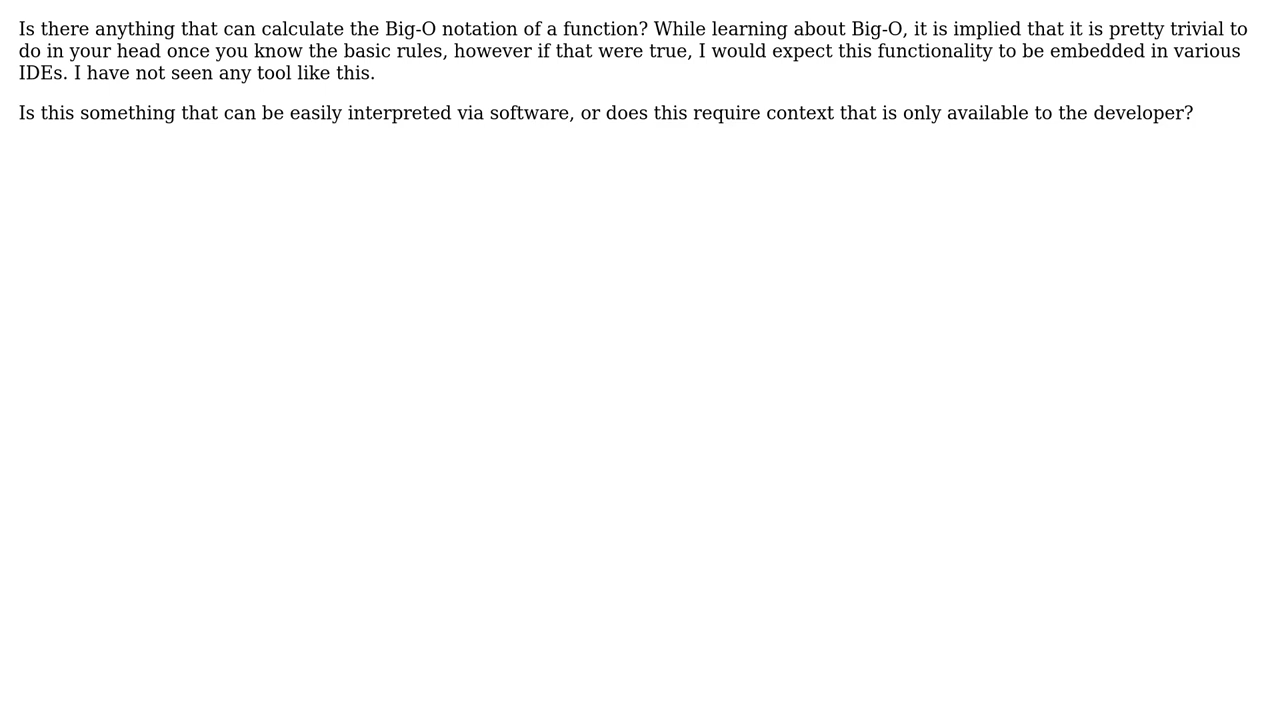 Is there anything that can calculate the Big-O notation of a function? While learning about Big-O, it is implied that it is pretty trivial to
do in your head once you know the basic rules, however if that were true, I would expect this functionality to be embedded in various
IDEs. I have not seen any tool like this.
Is this something that can be easily interpreted via software, or does this require context that is only available to the developer?